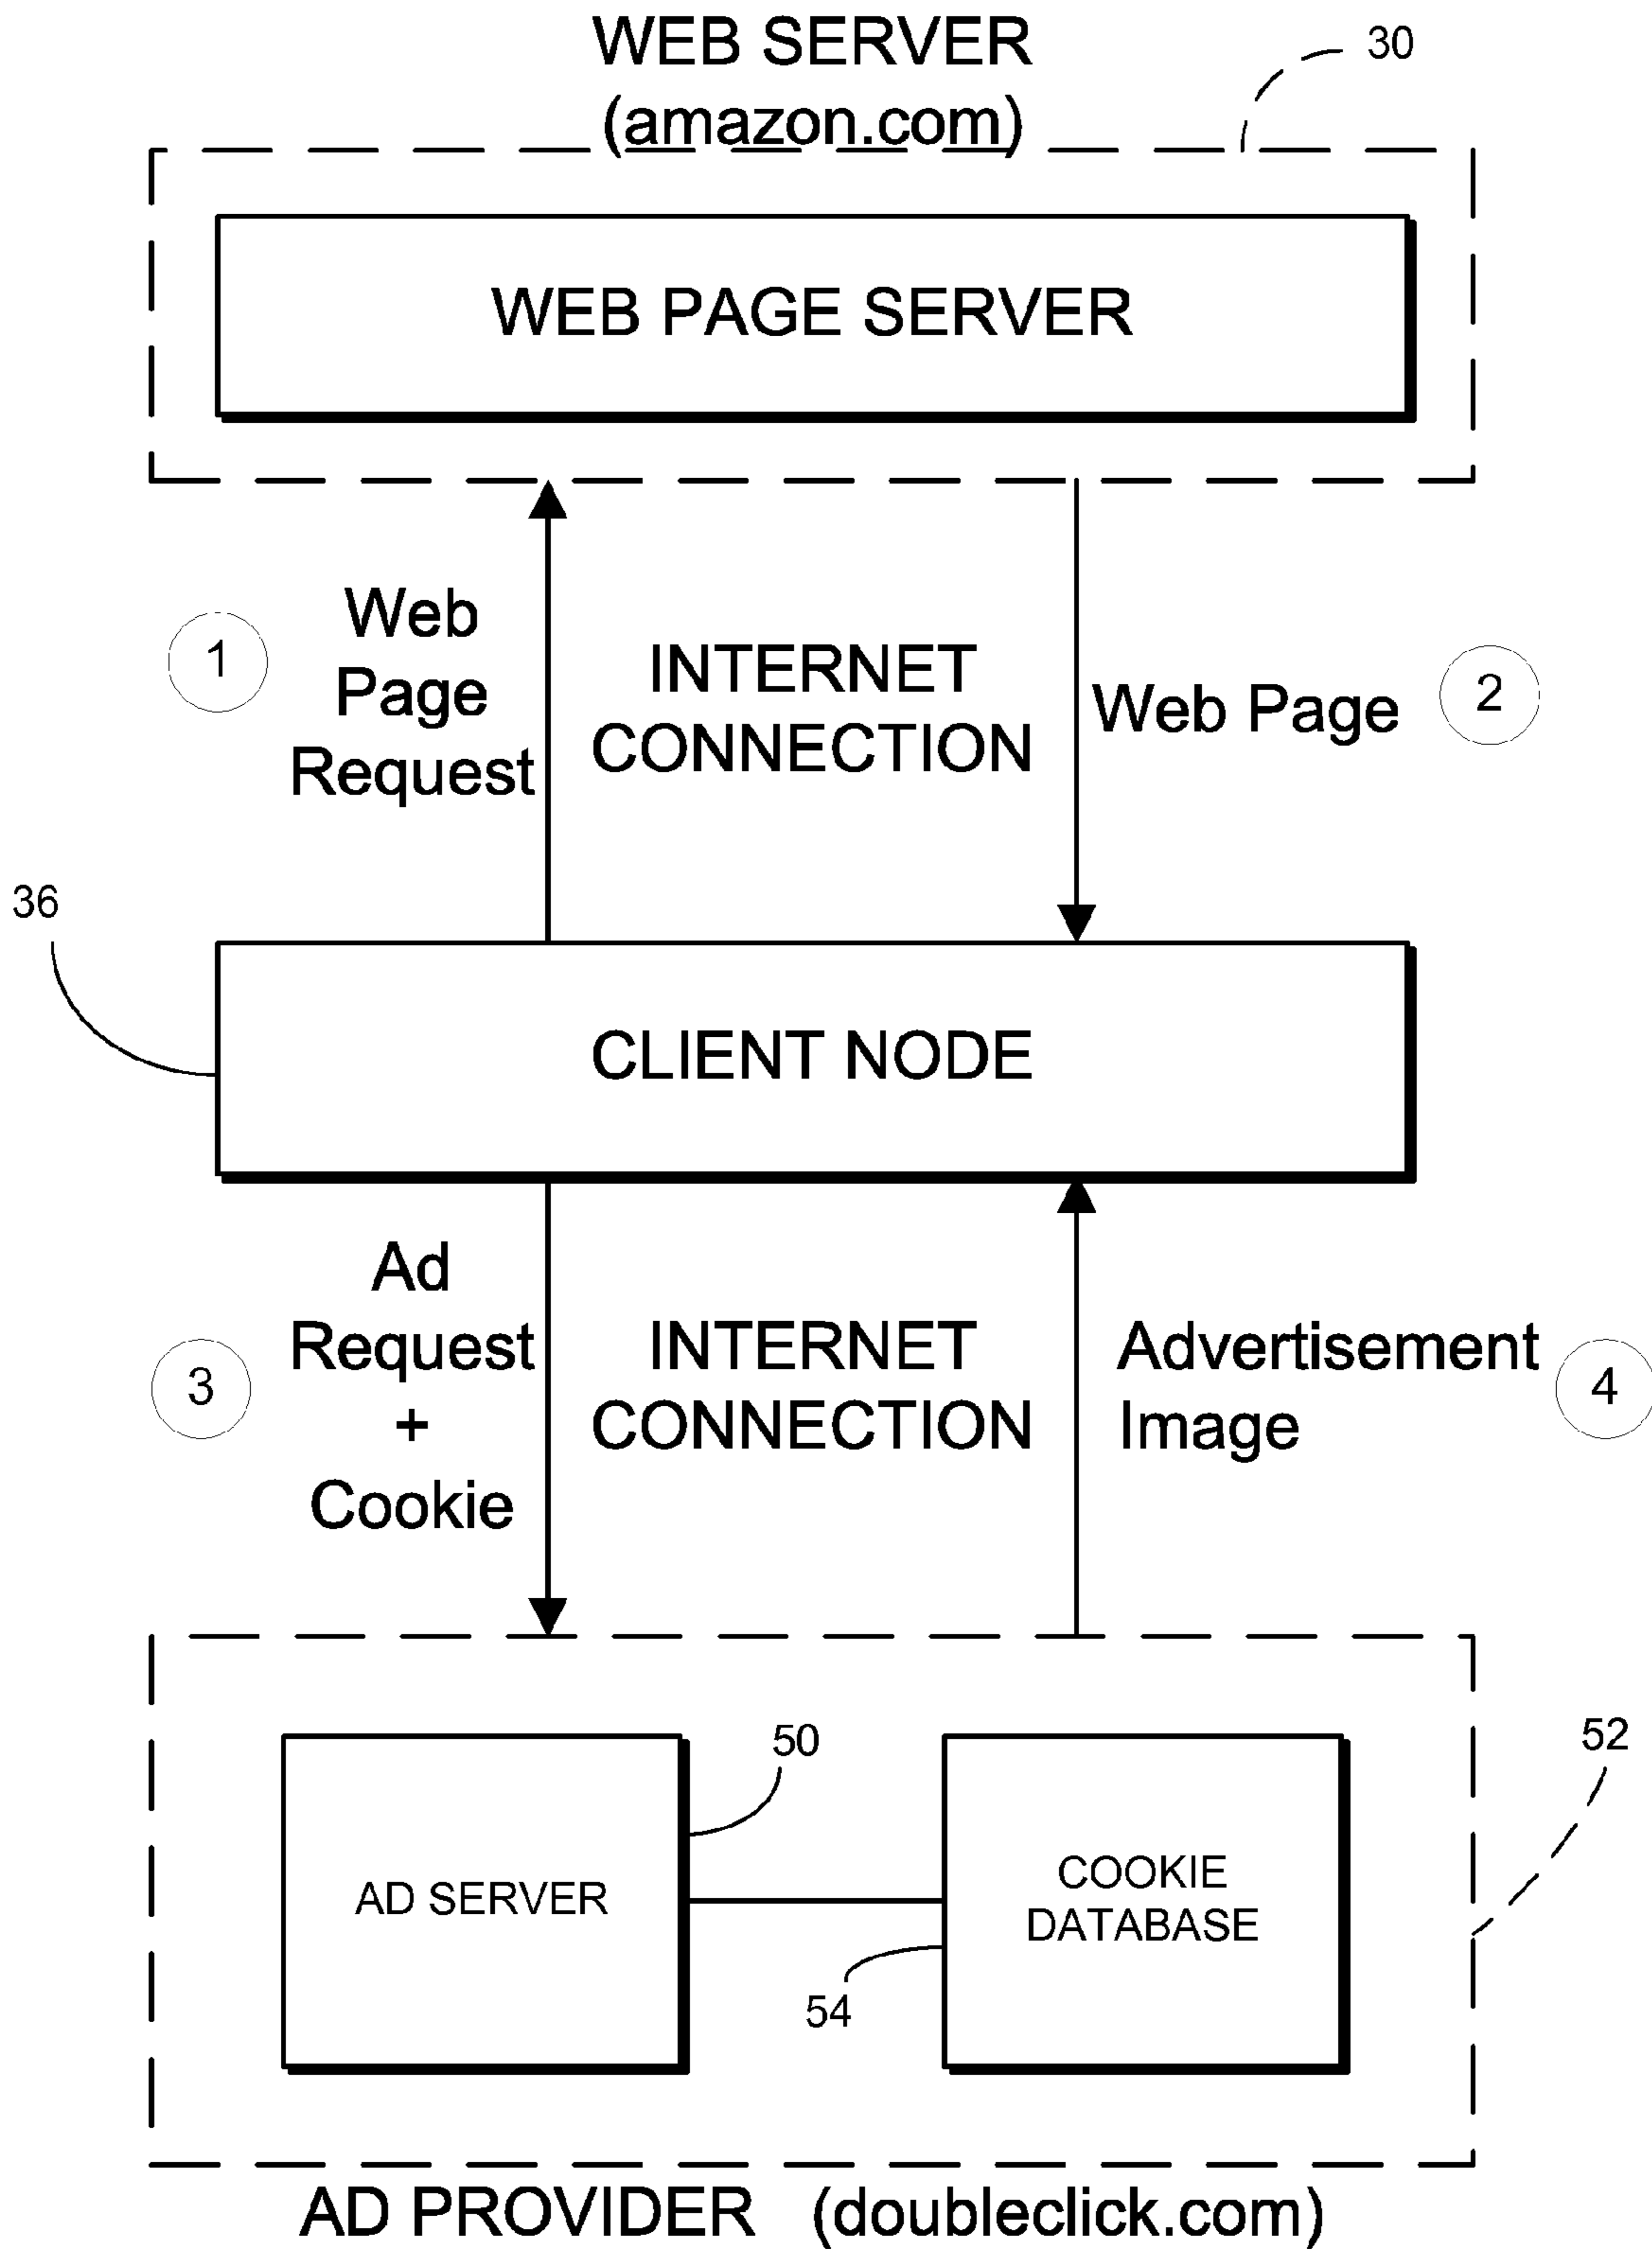 WEB SERVER
(amazon.com)
30
WEB PAGE SERVER
1
Web
Page
Request
INTERNET
CONNECTION
Web Page
2
36
CLIENT NODE
3
Ad
Request
+
Cookie
INTERNET
CONNECTION
Advertisement
Image
4
50
52
AD SERVER
COOKIE
DATABASE
54
AD PROVIDER (doubleclick.com)